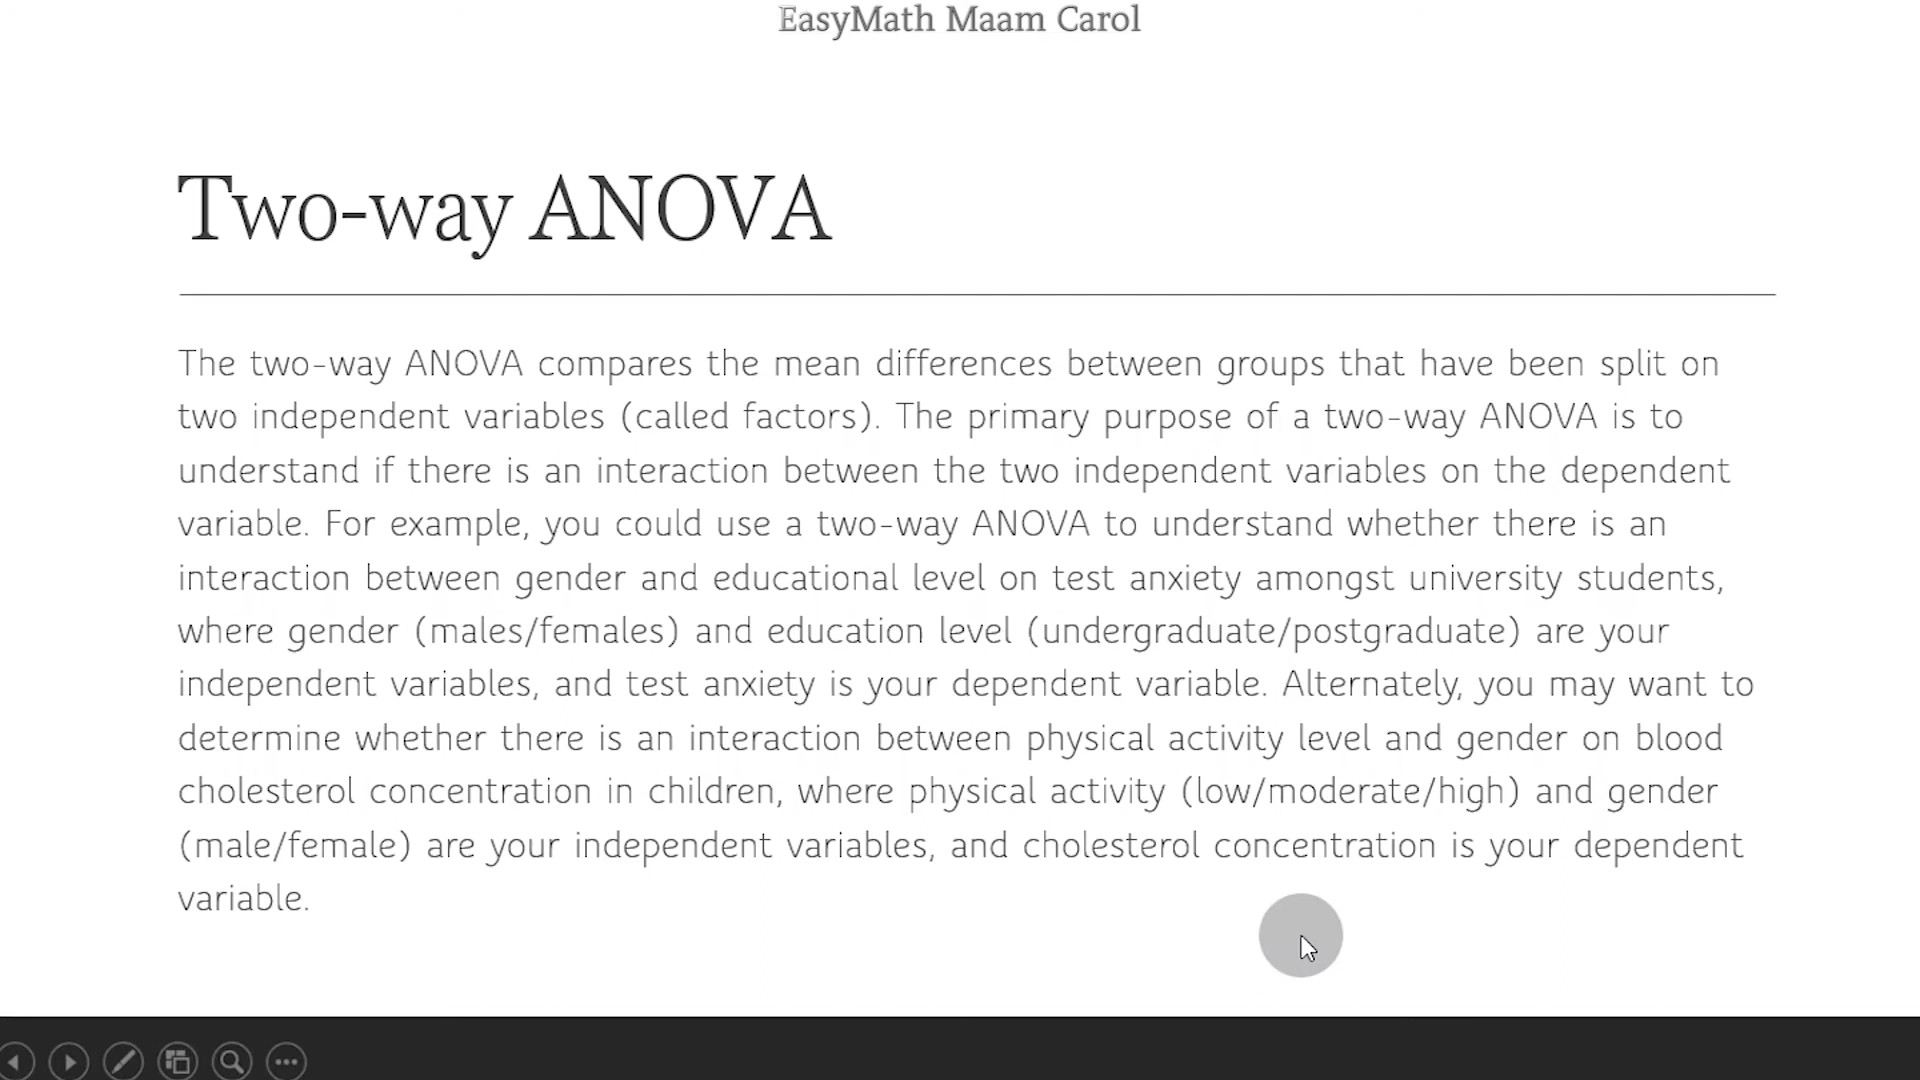 EasyMath Maam Carol
Two-way ANOVA
The two-way ANOVA compares the mean differences between groups that have been split on
two independent variables (called factors). The primary purpose of a two-way ANOVA is to
understand if there is an interaction between the two independent variables on the dependent
variable. For example, you could use a two-way ANOVA to understand whether there is an
interaction between gender and educational level on test anxiety amongst university students,
where gender (males/females) and education level (undergraduate/postgraduate) are your
independent variables, and test anxiety is your dependent variable. Alternately, you may want to
determine whether there is an interaction between physical activity level and gender on blood
cholesterol concentration in children, where physical activity (low/moderate/high) and gender
(male/female) are your independent variables, and cholesterol concentration is your dependent
variable.